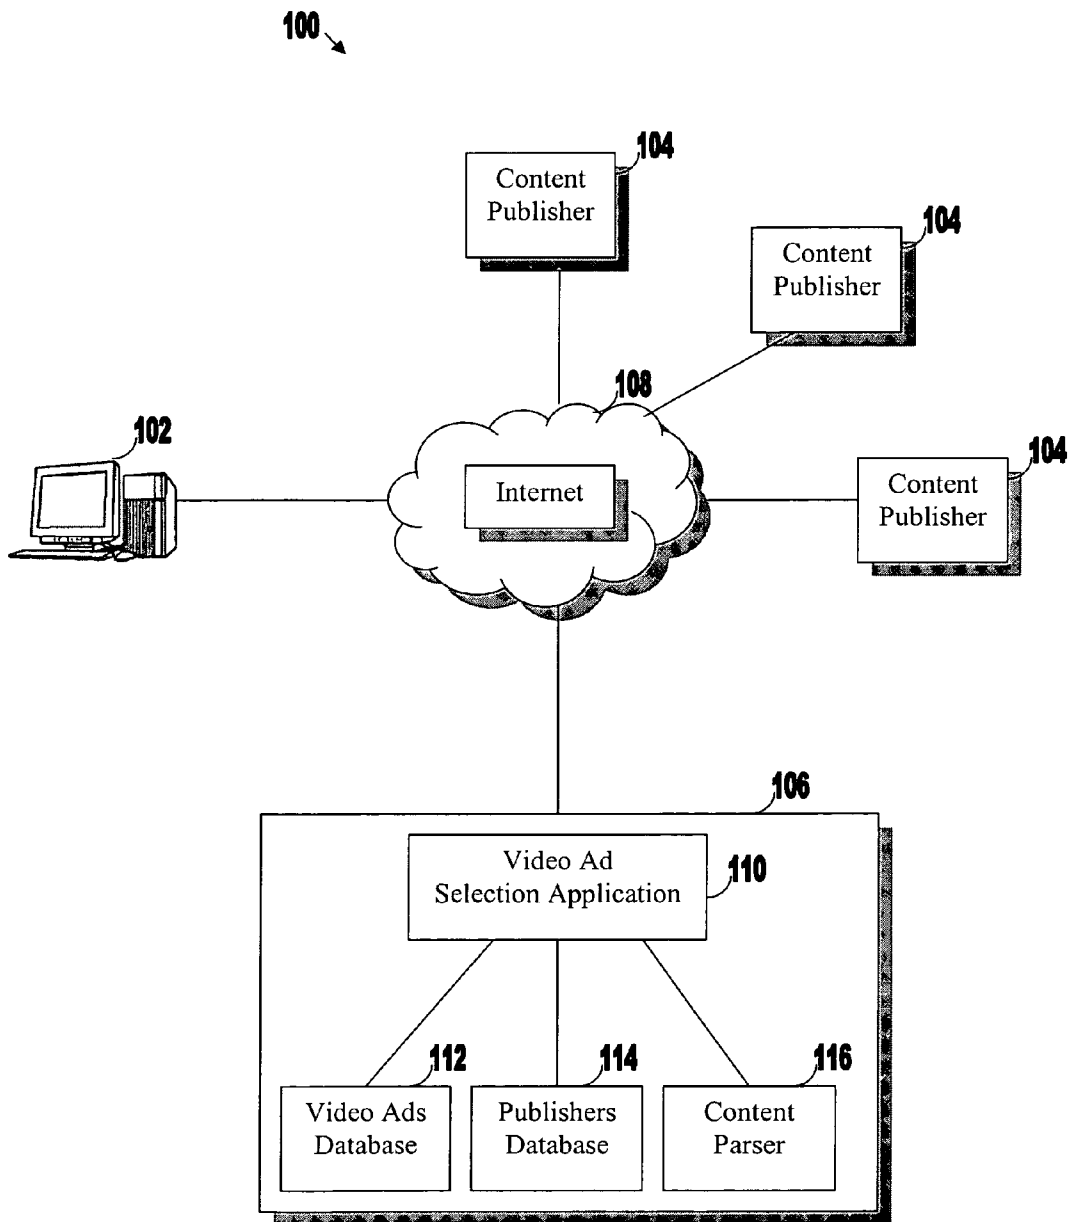 100
104
Content
Publisher
104
Content
Publisher
108
102
104
Internet
Content
Publisher
106
Video Ad
Selection Application
110
112
114
116
Video Ads
Database
Publishers
Database
Content
Parser